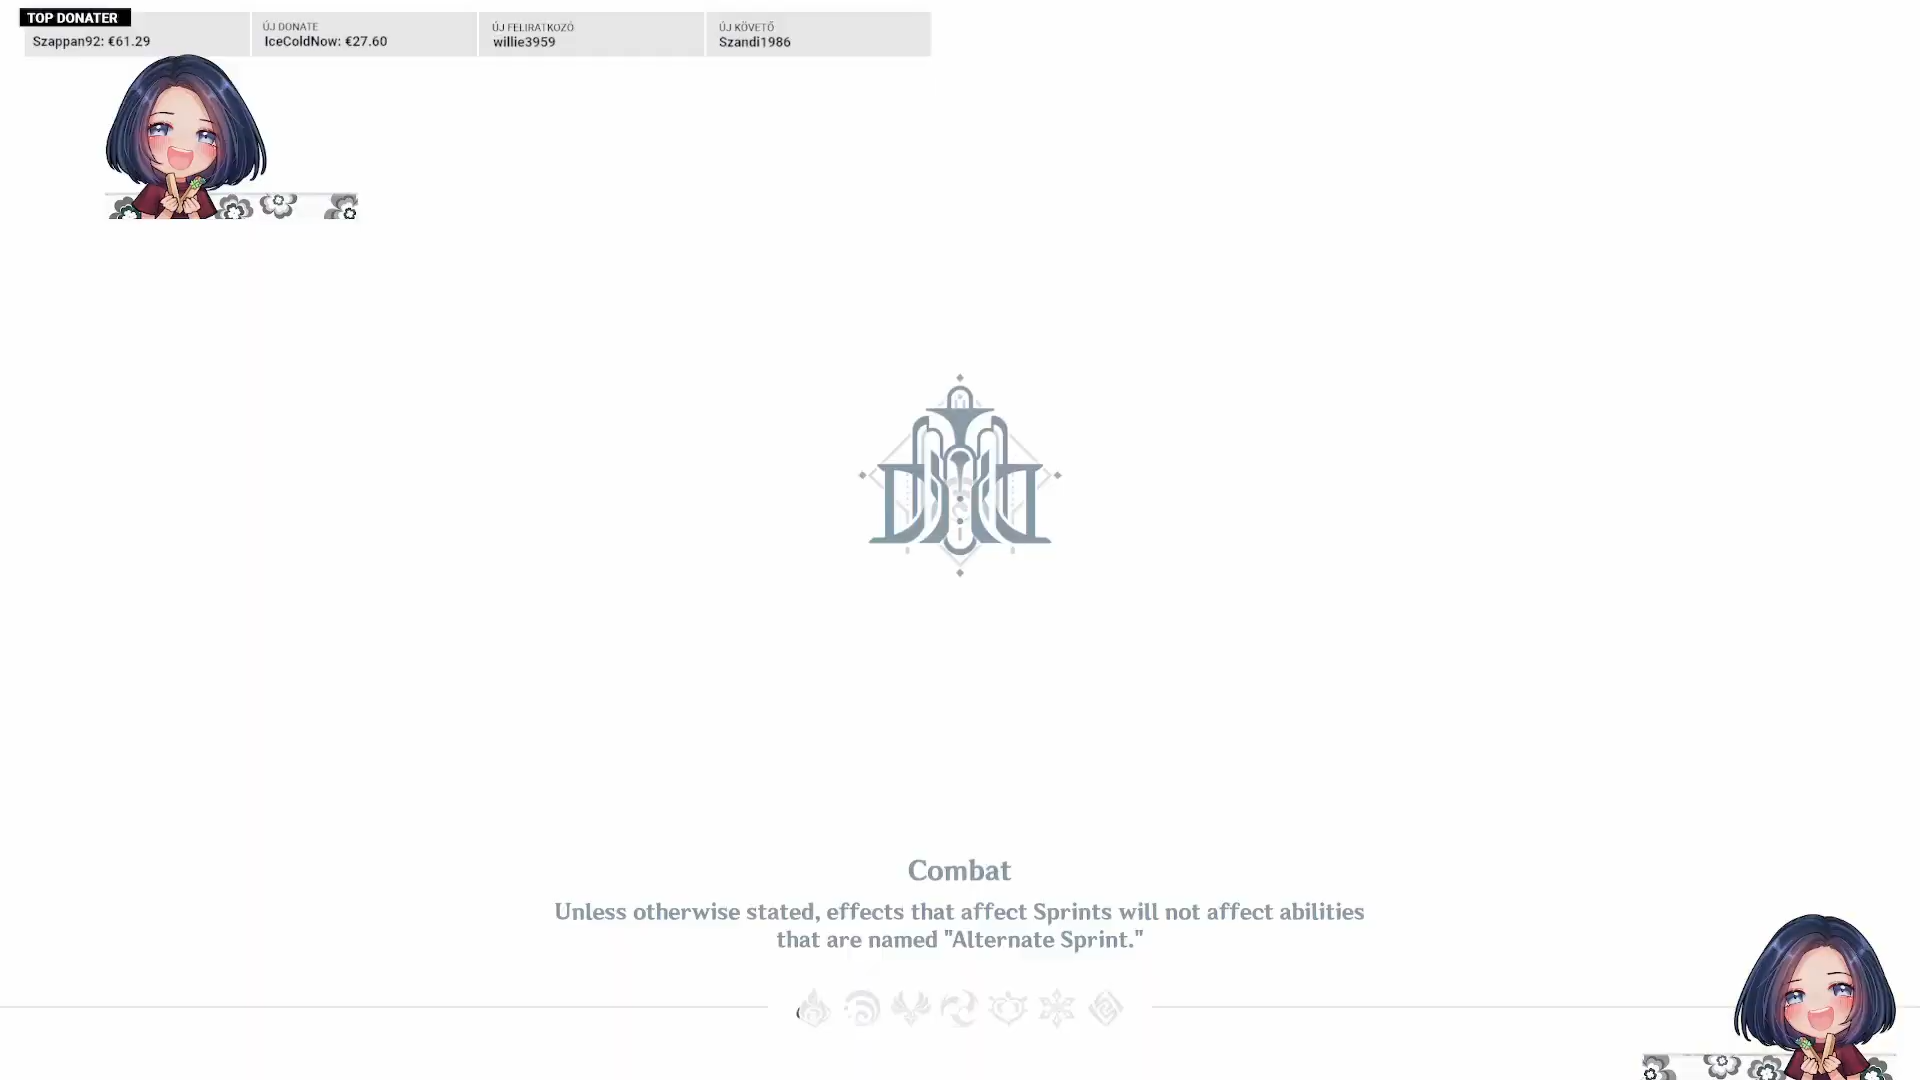 TOP DONATER
Szappan92: €61.29
ÚJ DONATE
IceColdNow: €27.60
ÚJ FELIRATKOZÓ
willie3959
ÚJ KÖVETŐ
Szandi1986
Combat
Unless otherwise stated, effects that affect Sprints will not affect abilities
that are named "Alternate Sprint."